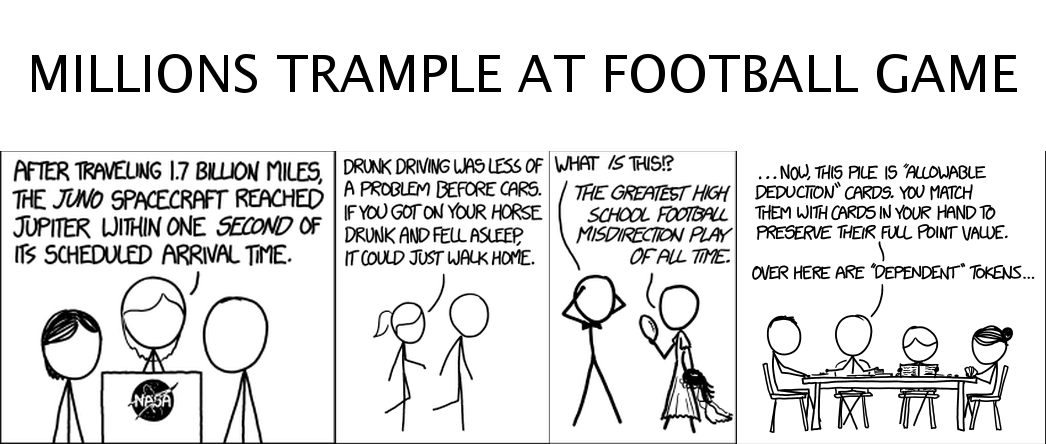 MILLIONS TRAMPLE AT FOOTBALL GAME
AFTER TRAVELING 1.7 BILLION MILES,
THE JUNO SPACECRAFT REACHED
JUPITER WITHIN ONE SECOND OF
ITS SCHEDULED ARRIVAL TIME.
NASA
DRUNK DRIVING WAS LESS OF
A PROBLEM BEFORE CARS.
IF YOU GOT ON YOUR HORSE
DRUNK AND FELL ASLEEP,
IT COULD JUST WALK HOME.
WHAT IS THIS!?
THE GREATEST HIGH
SCHOOL FOOTBALL
MISDIRECTION PLAY
OF ALL TIME.
...NOW, THIS PILE IS "ALLOWABLE
DEDUCTION" CARDS. YOU MATCH
THEM WITH CARDS IN YOUR HAND TO
PRESERVE THEIR FULL POINT VALUE.
OVER HERE ARE "DEPENDENT" TOKENS...